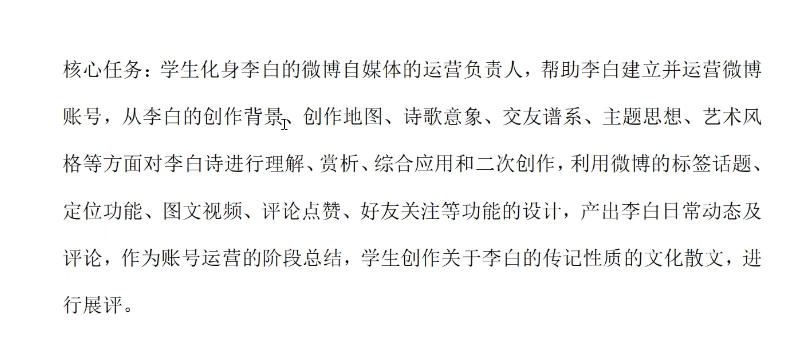 核心任务：学生化身李白的微博自媒体的运营负责人，帮助李白建立并运营微博
账号，从李白的创作背景、创作地图、诗歌意象、交友谱系、主题思想、艺术风
格等方面对李白诗进行理解、赏析、综合应用和二次创作，利用微博的标签话题、
定位功能、图文视频、评论点赞、好友关注等功能的设计，产出李白日常动态及
评论，作为账号运营的阶段总结，学生创作关于李白的传记性质的文化散文，进
行展评。